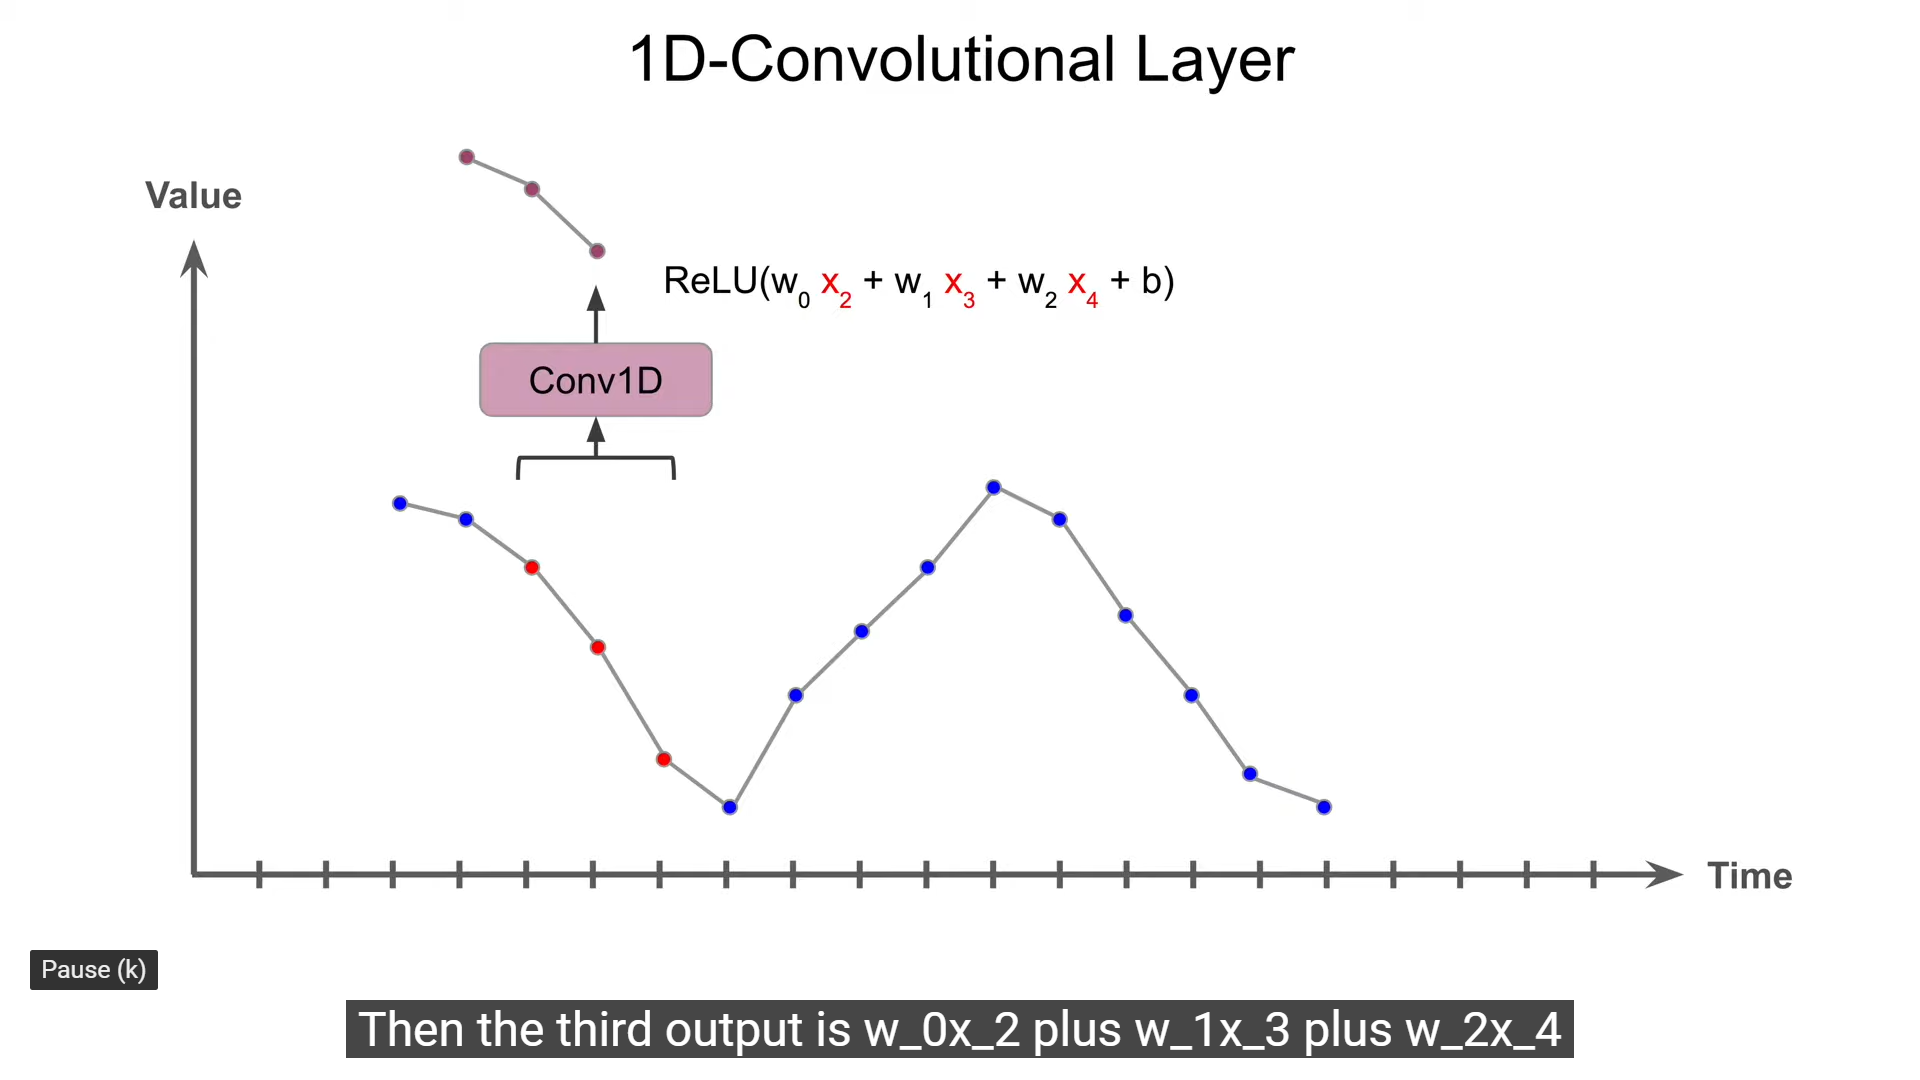 1D-Convolutional Layer
Value
ReLU(w0 x2 + w1 x3 + w2 x4 + b)
Conv1D
Time
Pause (k)
Then the third output is w_0x_2 plus w_1x_3 plus w_2x_4